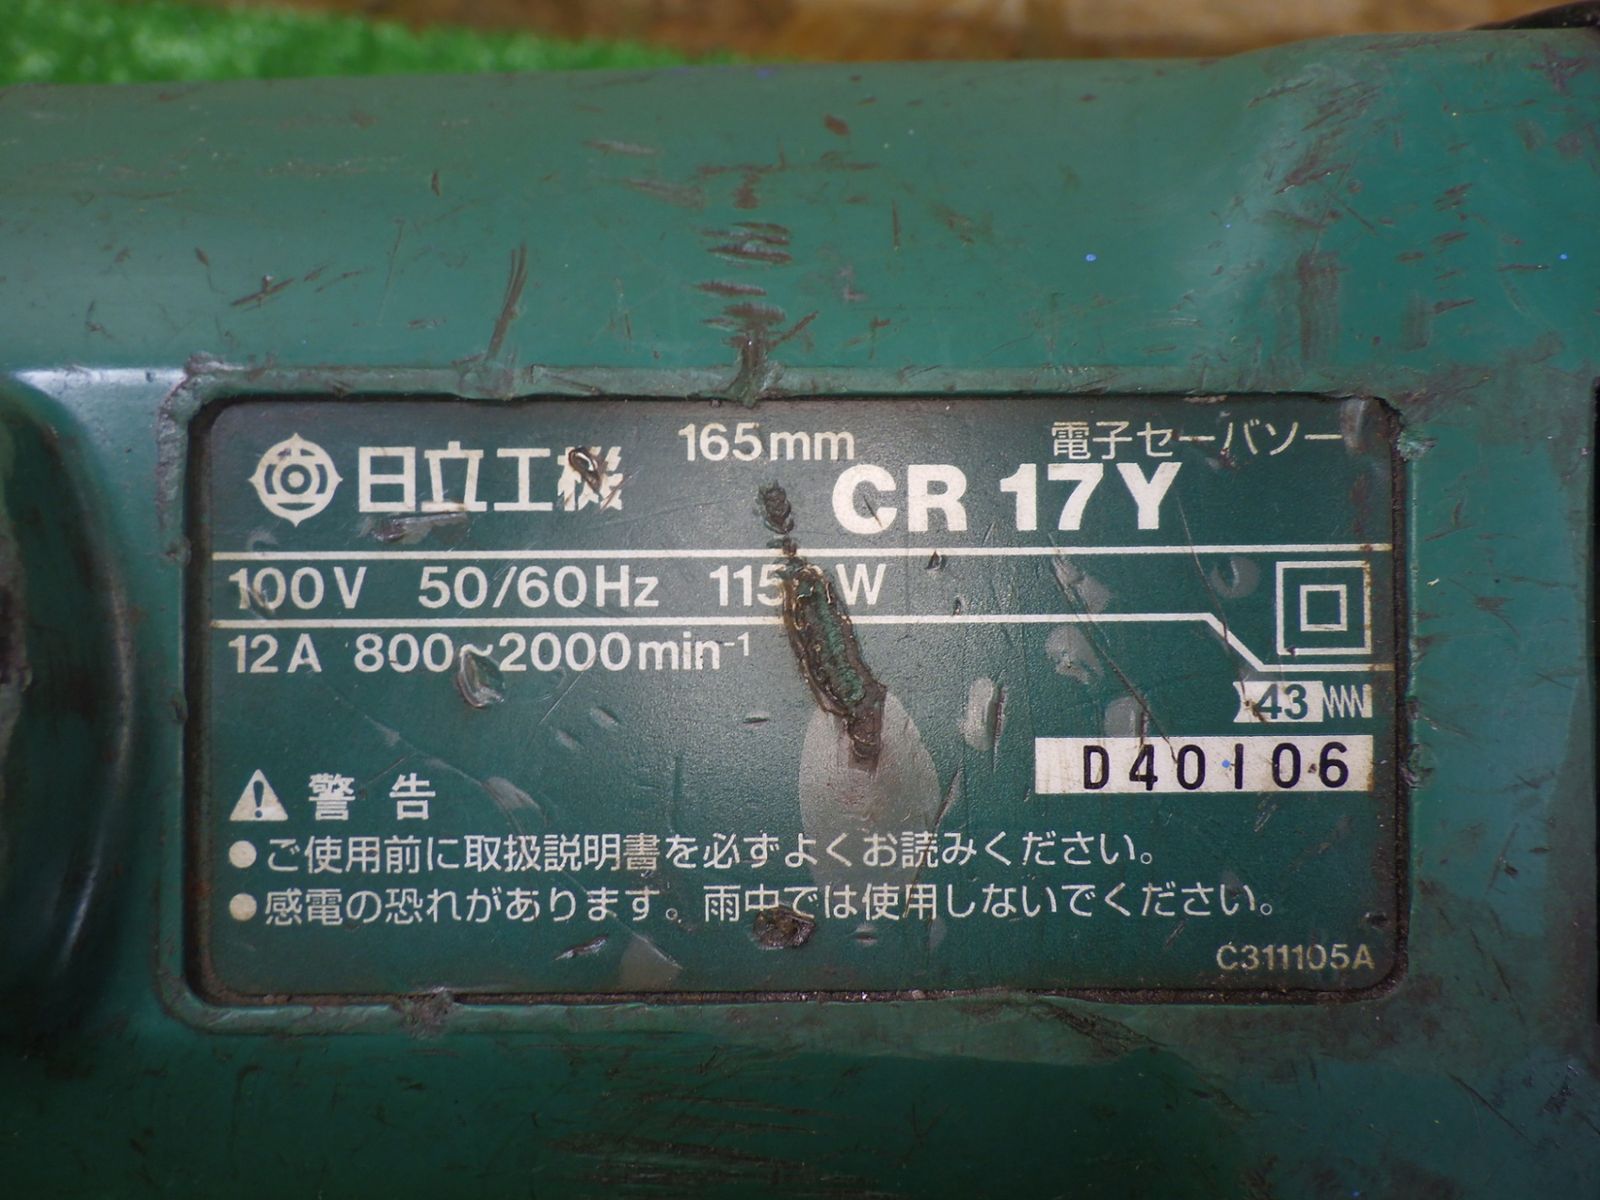 日立工機 165mm 電子セーバソー
CR 17Y
100V 50/60Hz
12A 800~2000min⁻¹
43
D40106
警告
●ご使用前に取扱説明書を必ずよくお読みください。
●感電の恐れがあります。雨中では使用しないでください。
C311105A